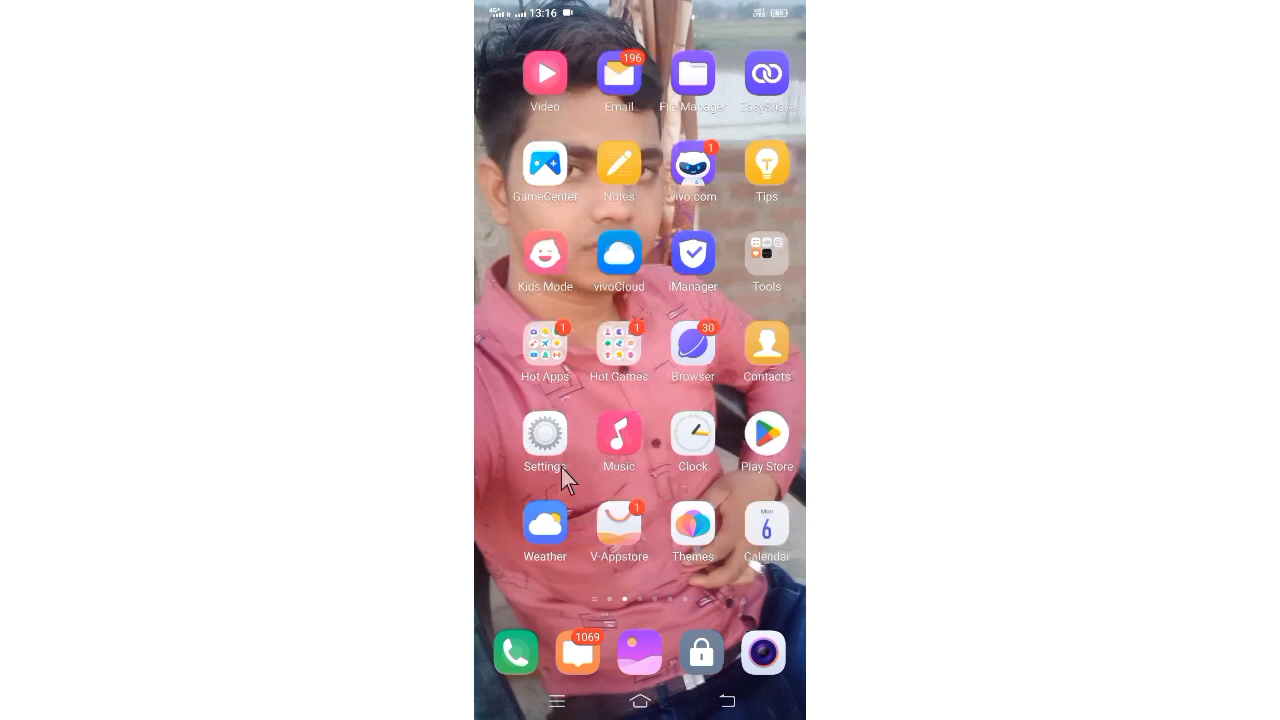 4G+ R 13:16 60
196
Video Email File Manager EasyShare
1
GameCenter Notes vivo.com Tips
Kids Mode vivoCloud iManager Tools
1 1 30
Hot Apps Hot Games Browser Contacts
Settings Music Clock Play Store
1 Mon
6
Weather V-Appstore Themes Calendar
1069